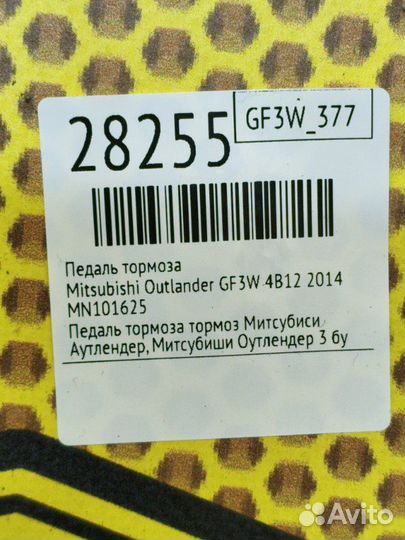 28255
GF3W_377
Педаль тормоза
Mitsubishi Outlander GF3W 4B12 2014
MN101625
Педаль тормоза тормоз Митсубиси
Аутлендер, Митсубиши Оутлендер 3 бу
Avito